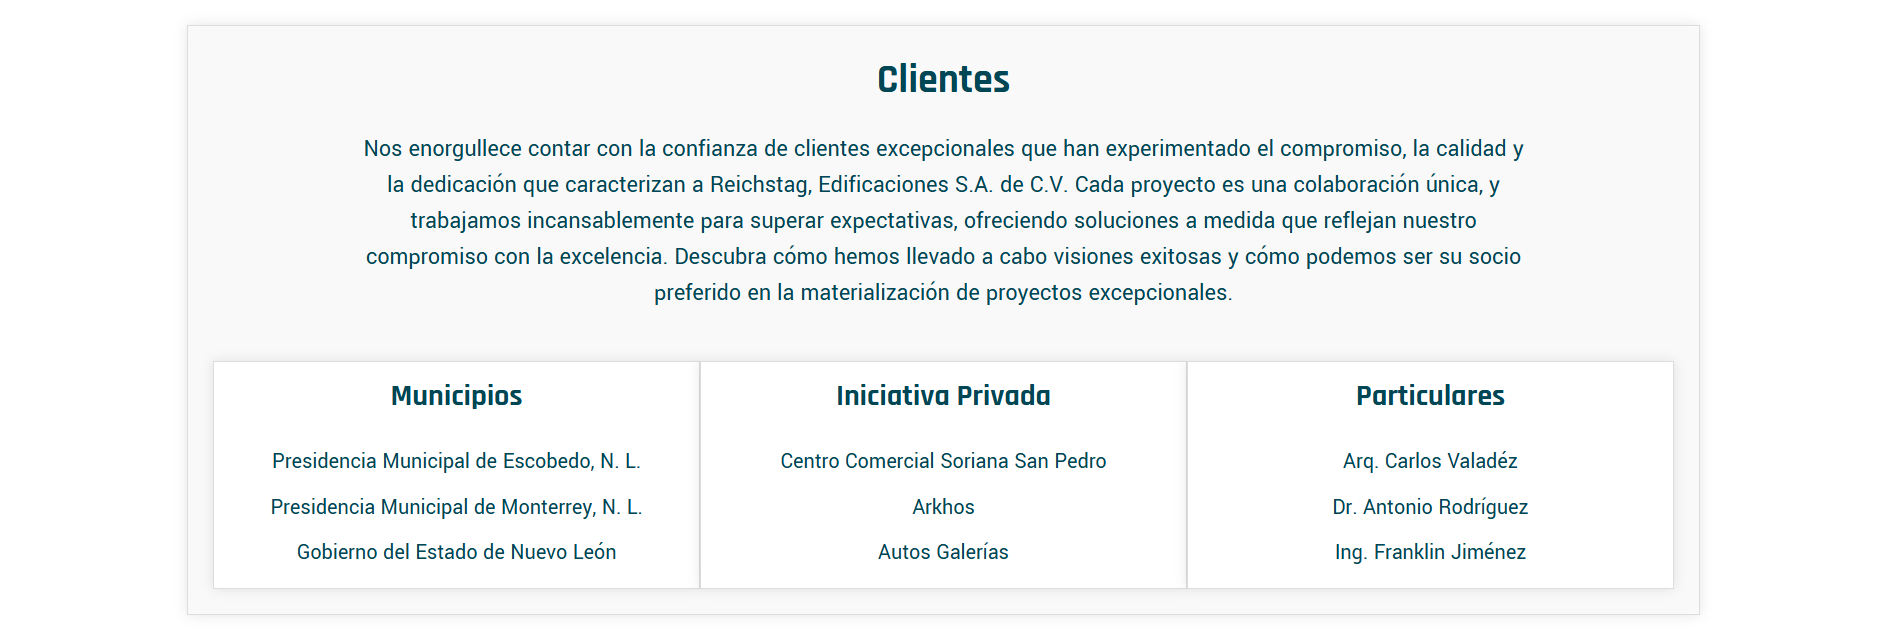 Clientes
Nos enorgullece contar con la confianza de clientes excepcionales que han experimentado el compromiso, la calidad y
la dedicación que caracterizan a Reichstag, Edificaciones S.A. de C.V. Cada proyecto es una colaboración única, y
trabajamos incansablemente para superar expectativas, ofreciendo soluciones a medida que reflejan nuestro
compromiso con la excelencia. Descubra cómo hemos llevado a cabo visiones exitosas y cómo podemos ser su socio
preferido en la materialización de proyectos excepcionales.
Municipios
Presidencia Municipal de Escobedo, N. L.
Presidencia Municipal de Monterrey, N. L.
Gobierno del Estado de Nuevo León
Iniciativa Privada
Centro Comercial Soriana San Pedro
Arkhos
Autos Galerías
Particulares
Arq. Carlos Valadéz
Dr. Antonio Rodríguez
Ing. Franklin Jiménez